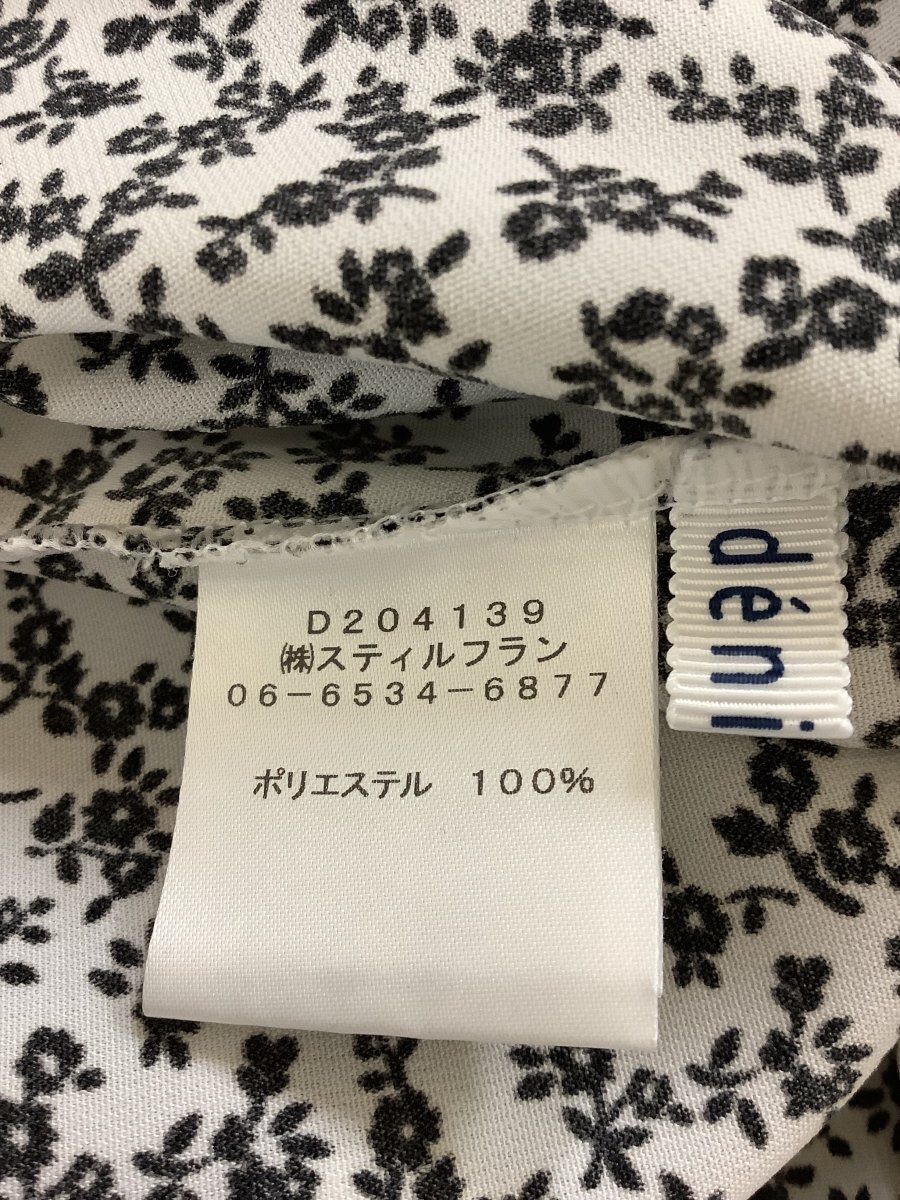 D204139
㈱スティルフラン
06-6534-6877
ポリエステル 100%
déni